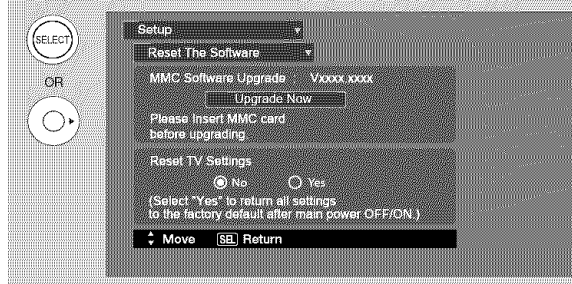 SELECT
OR
Setup
Reset The Software
MMC Software Upgrade : Vxxxx.xxxx
Upgrade Now
Please Insert MMC card
before upgrading.
Reset TV Settings
No Yes
(Select "Yes" to return all settings
to the factory default after main power OFF/ON.)
Move SEL Return